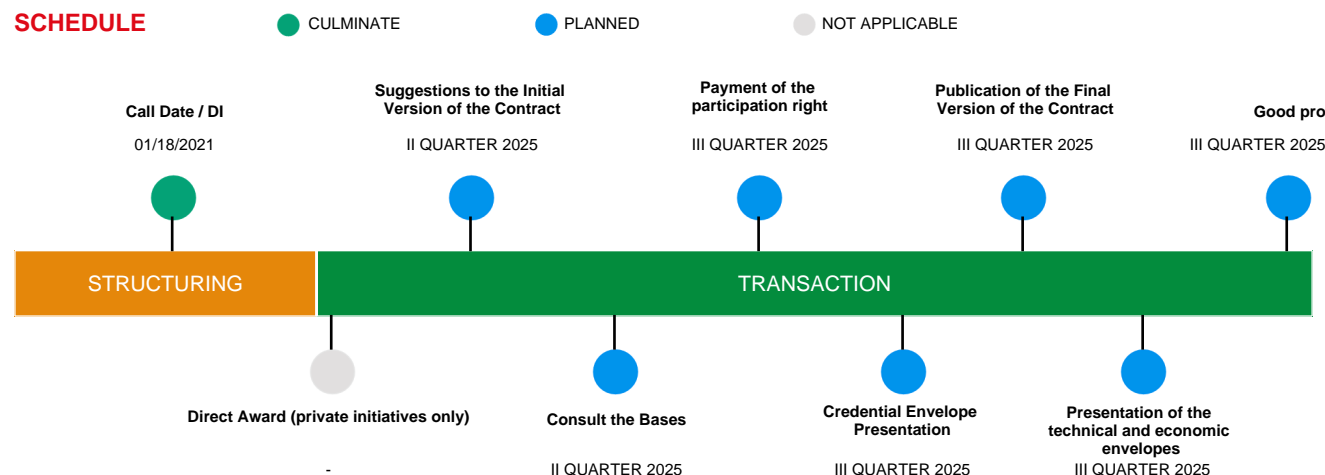 SCHEDULE
CULMINATE
PLANNED
NOT APPLICABLE
Call Date / DI
01/18/2021
Suggestions to the Initial
Version of the Contract
II QUARTER 2025
Payment of the
participation right
III QUARTER 2025
Publication of the Final
Version of the Contract
III QUARTER 2025
Good pro
III QUARTER 2025
STRUCTURING
TRANSACTION
Direct Award (private initiatives only)
-
Consult the Bases
II QUARTER 2025
Credential Envelope
Presentation
III QUARTER 2025
Presentation of the
technical and economic
envelopes
III QUARTER 2025